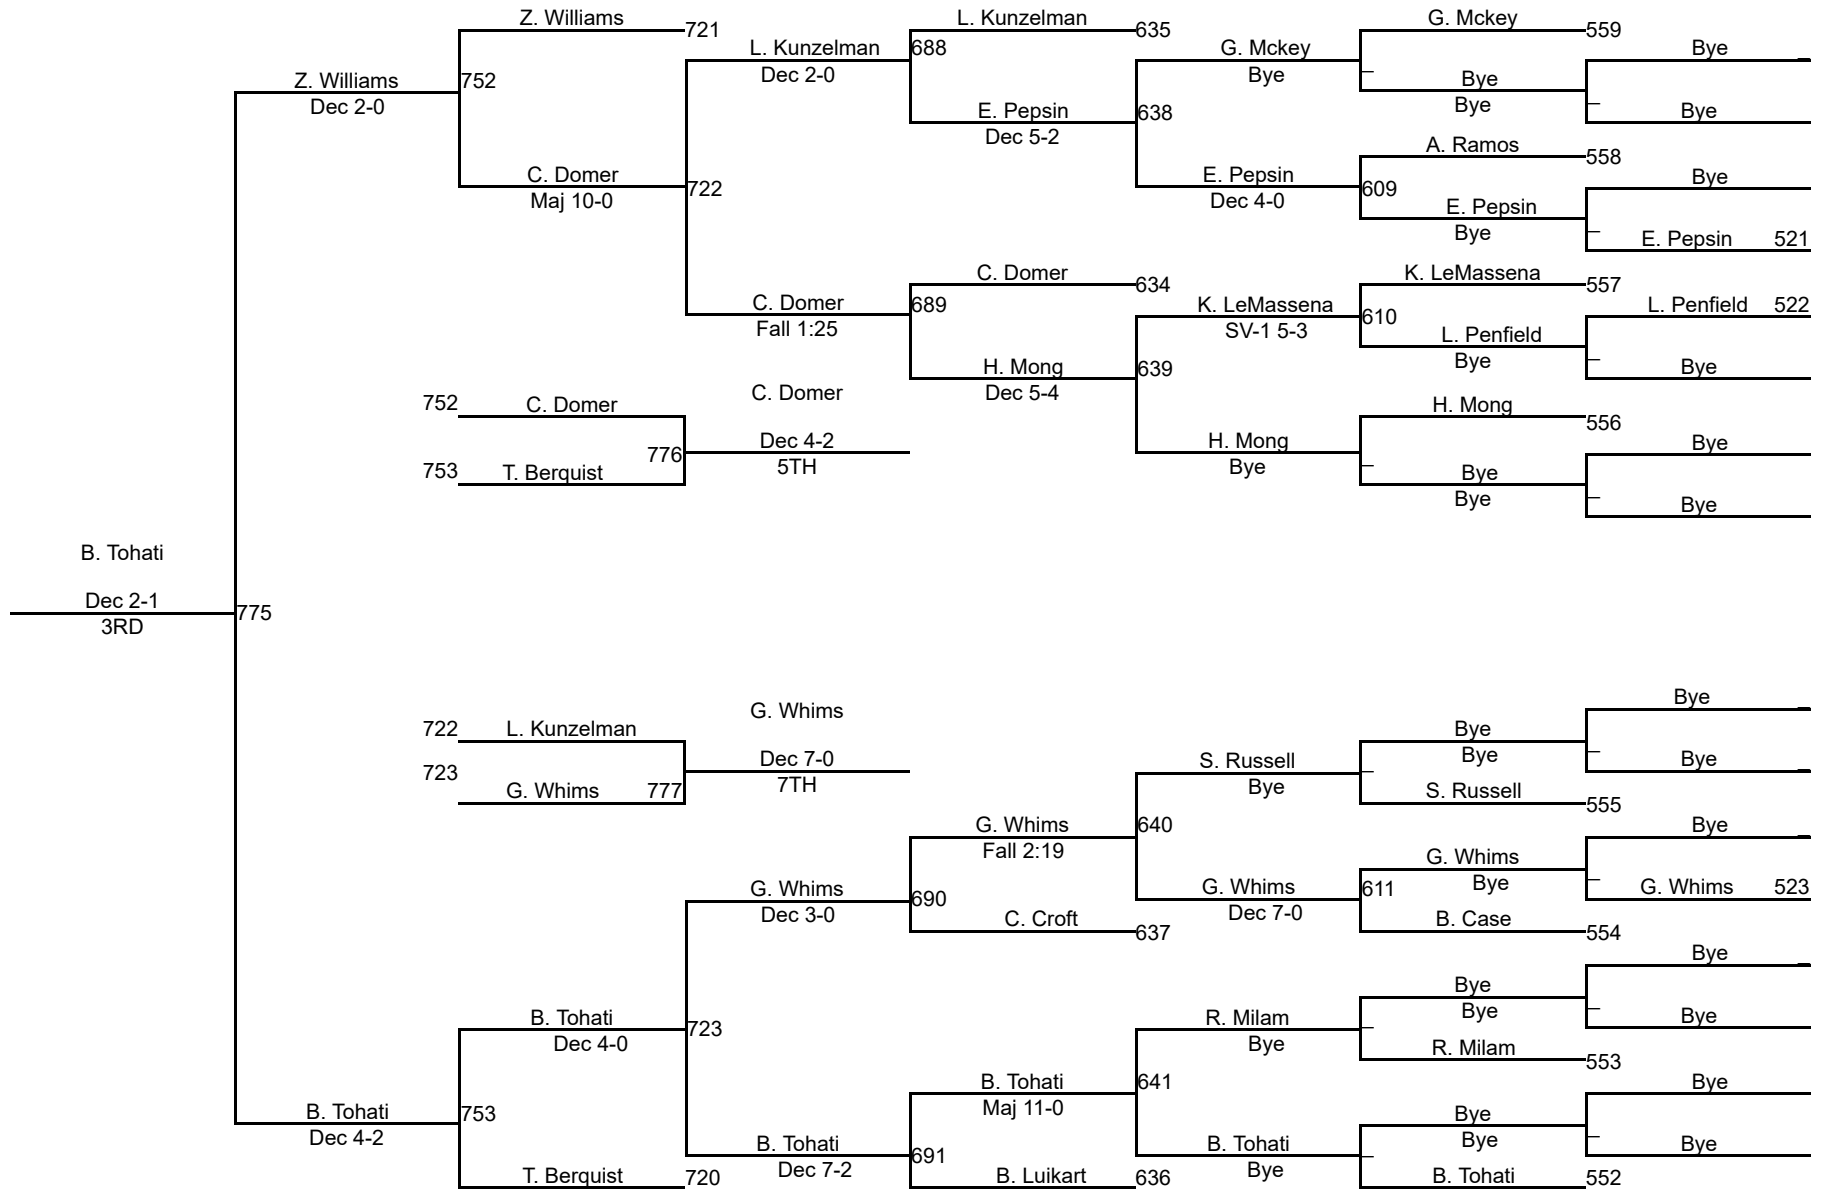 Z. Williams
721
L. Kunzelman
635
G. Mckey
559
Bye
L. Kunzelman
688
G. Mckey
Dec 2-0
Bye
Z. Williams
752
Bye
Dec 2-0
Bye
E. Pepsin
638
Bye
Dec 5-2
A. Ramos
558
C. Domer
722
E. Pepsin
609
Bye
Maj 10-0
Dec 4-0
E. Pepsin
Bye
E. Pepsin 521
C. Domer
634
K. LeMassena
557
C. Domer
689
K. LeMassena
610
L. Penfield 522
Fall 1:25
SV-1 5-3
L. Penfield
Bye
H. Mong
639
Bye
Dec 5-4
752
C. Domer
C. Domer
H. Mong
556
776
Dec 4-2
5TH
H. Mong
Bye
Bye
753
T. Berquist
Bye
Bye
Bye
B. Tohati
Dec 2-1
3RD
775
Bye
722
L. Kunzelman
G. Whims
Bye
Bye
723
G. Whims
777
Dec 7-0
7TH
S. Russell
Bye
Bye
S. Russell
555
G. Whims
640
Bye
Fall 2:19
G. Whims
Bye
G. Whims
690
G. Whims
611
G. Whims 523
Dec 3-0
Dec 7-0
C. Croft
637
B. Case
554
Bye
Bye
Bye
B. Tohati
723
R. Milam
Bye
Dec 4-0
Bye
R. Milam
553
B. Tohati
641
Bye
Maj 11-0
B. Tohati
753
Bye
Dec 4-2
Bye
B. Tohati
691
B. Tohati
Bye
Dec 7-2
Bye
T. Berquist
720
B. Luikart
636
B. Tohati
552